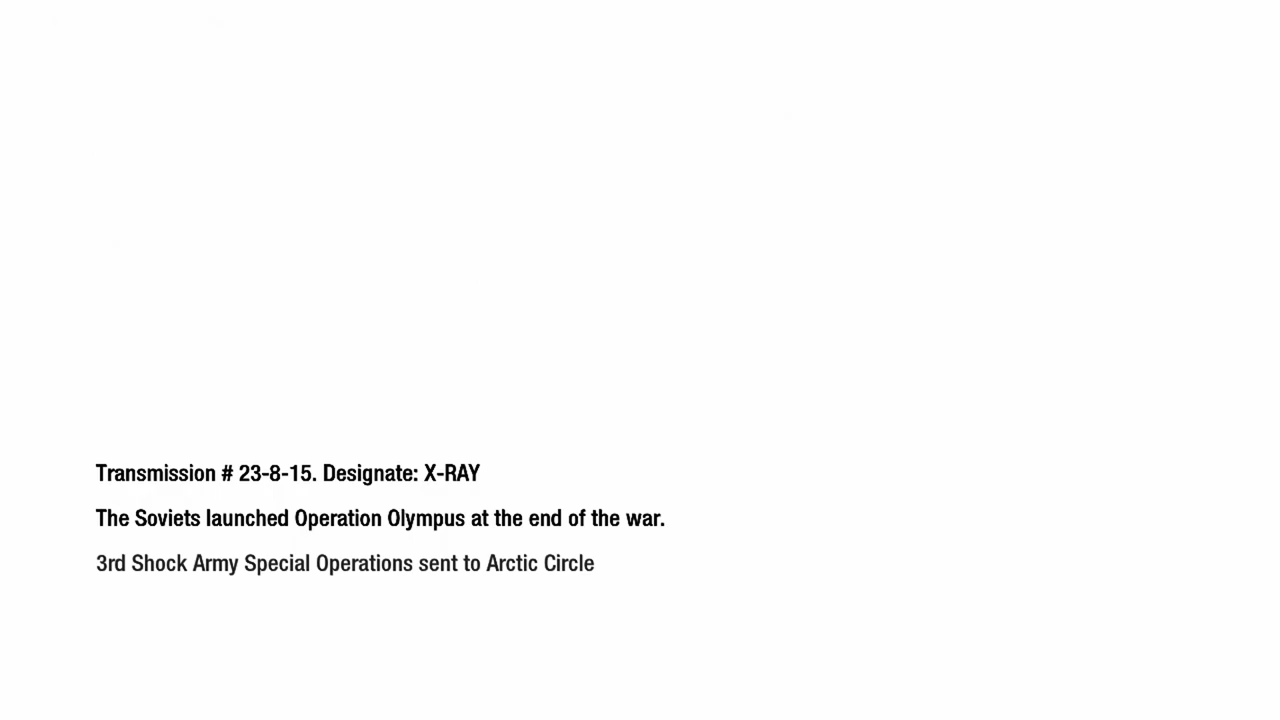 Transmission # 23-8-15. Designate: X-RAY
The Soviets launched Operation Olympus at the end of the war.
3rd Shock Army Special Operations sent to Arctic Circle